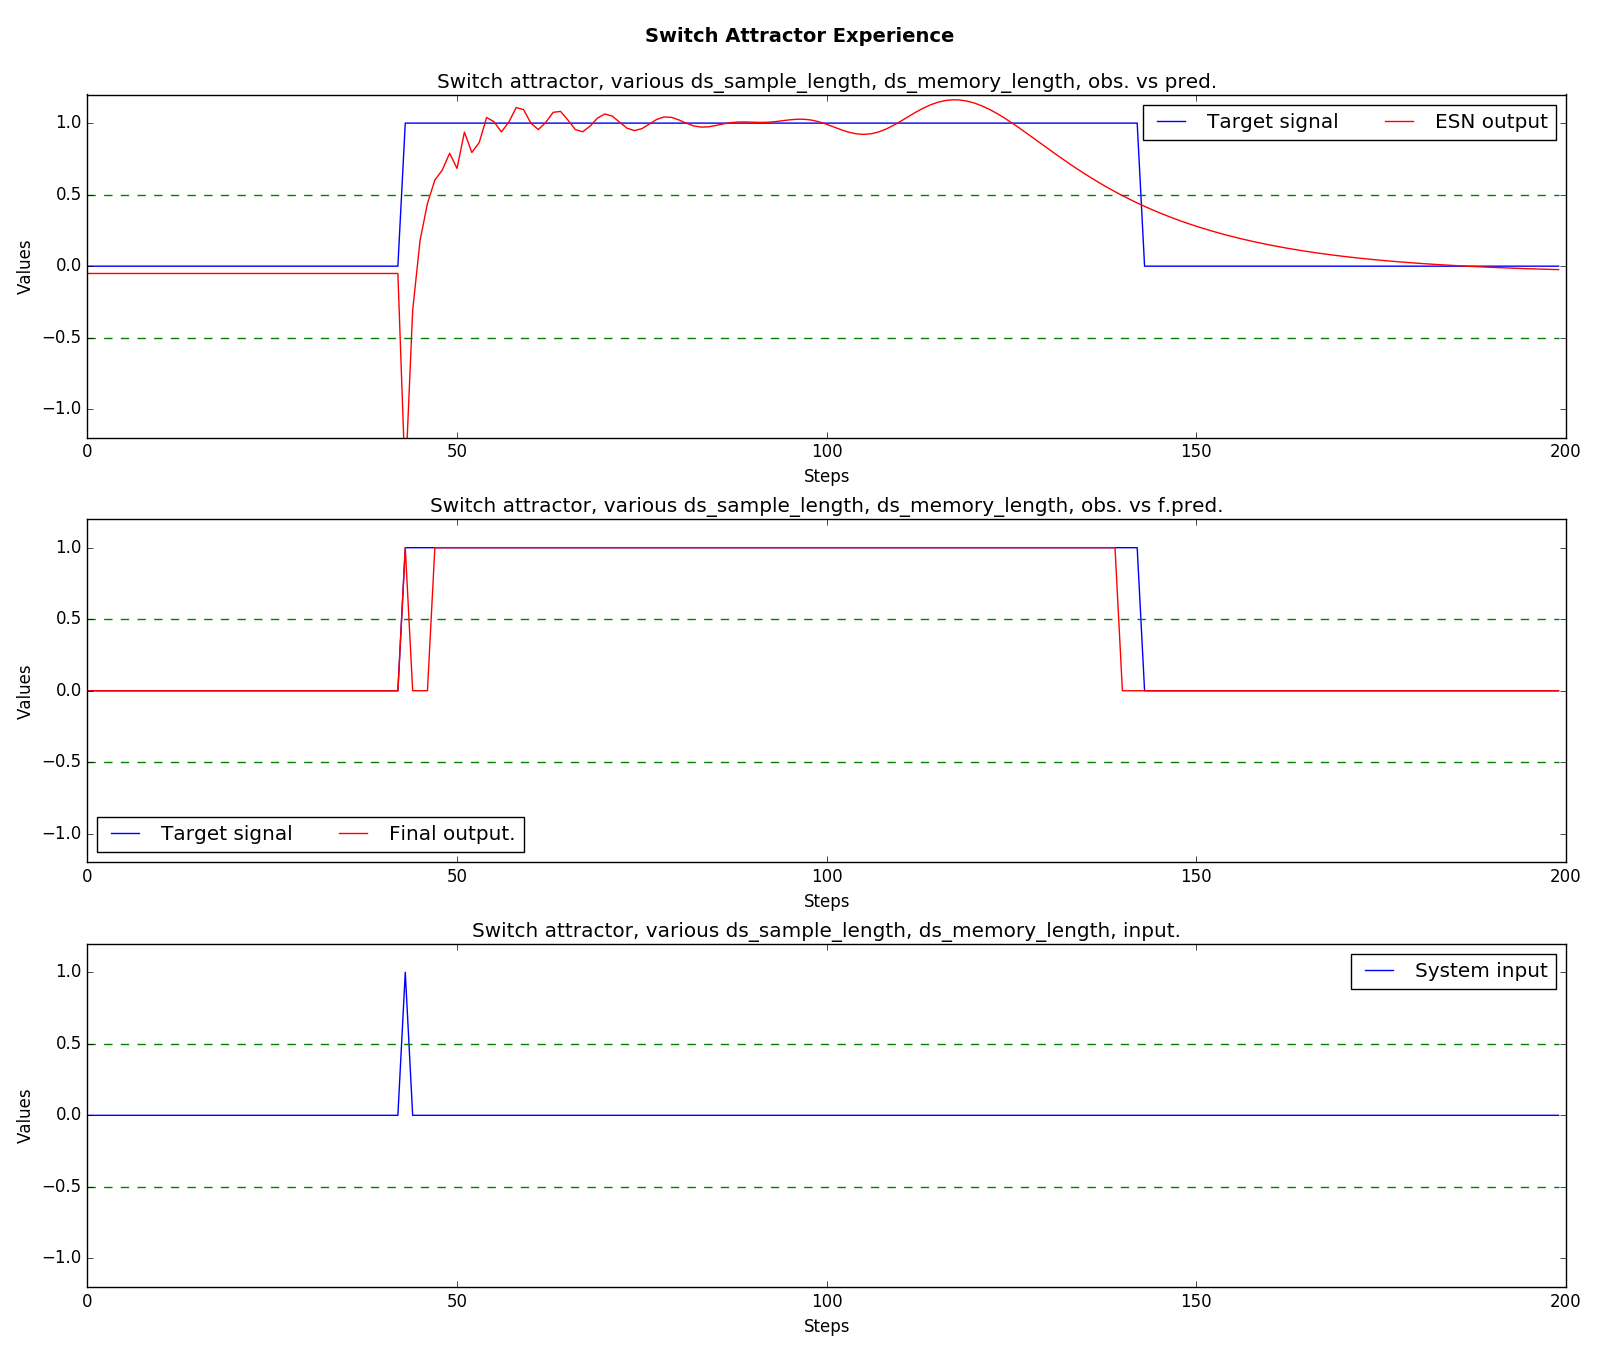 Switch Attractor Experience
Switch attractor, various ds_sample_length, ds_memory_length, obs. vs pred.
1.0
0.5
0.0
−0.5
−1.0
Values
Target signal ESN output
0 50 100 150 200
Steps
Switch attractor, various ds_sample_length, ds_memory_length, obs. vs f.pred.
1.0
0.5
0.0
−0.5
−1.0
Values
Target signal Final output.
0 50 100 150 200
Steps
Switch attractor, various ds_sample_length, ds_memory_length, input.
1.0
0.5
0.0
−0.5
−1.0
Values
System input
0 50 100 150 200
Steps